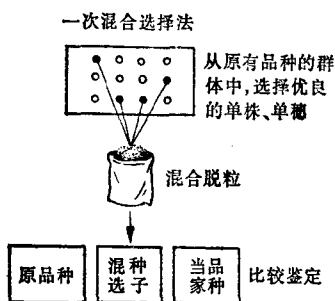 一次混合选择法
从原有品种的群
体中，选择优良
的单株、单穗
混合脱粒
原品种
混种
选子
当品
家种
比较鉴定